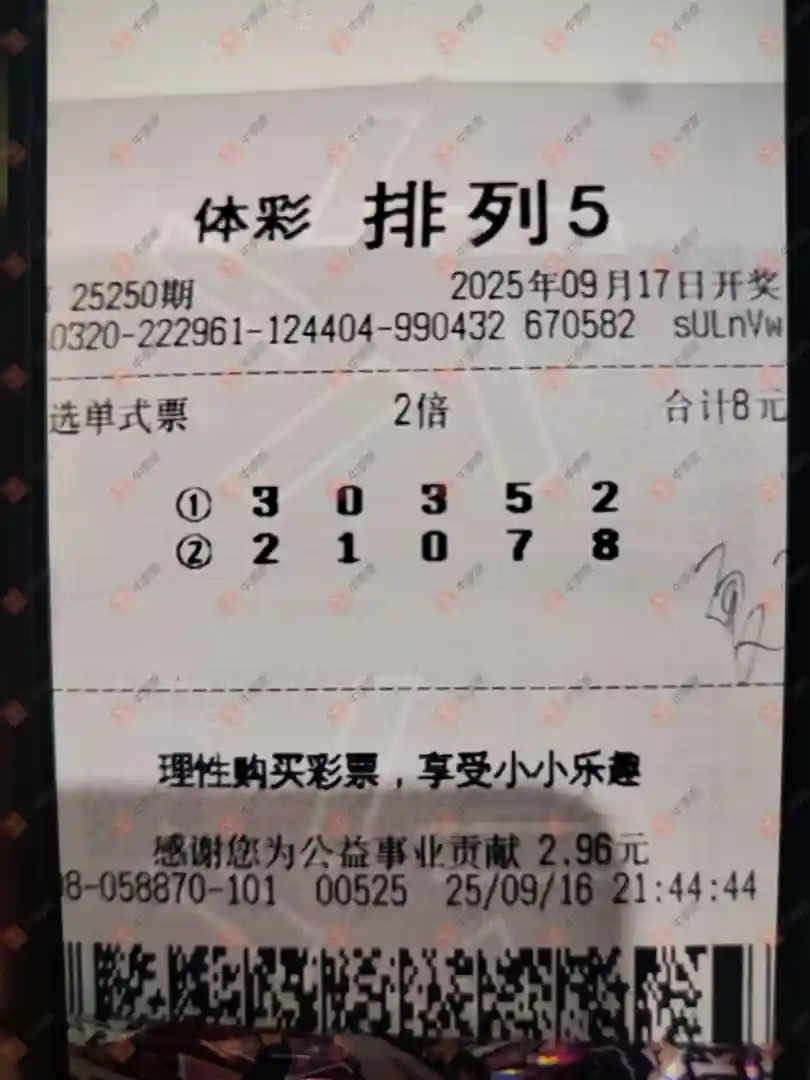 体彩 排列5
25250期 2025年09月17日开奖
0320-222961-124404-990432 670582 sULnVw
选单式票 2倍 合计8元
① 3 0 3 5 2
② 2 1 0 7 8
理性购买彩票，享受小小乐趣
感谢您为公益事业贡献 2.96元
8-058870-101 00525 25/09/16 21:44:44